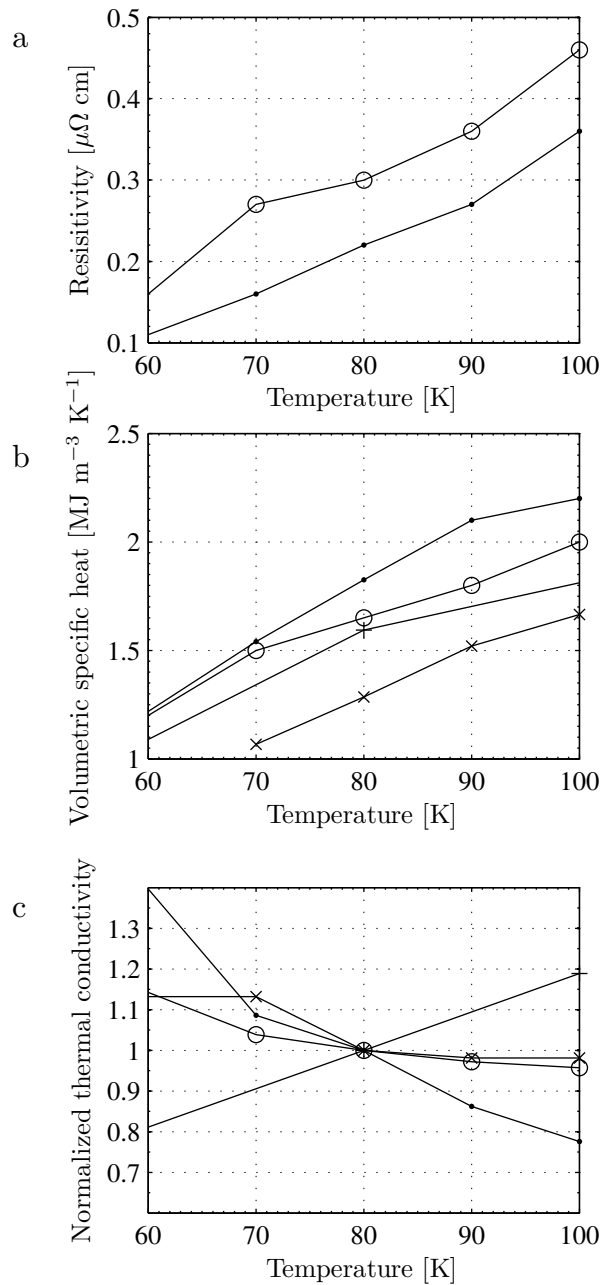 a
Resisitivity [μΩ cm]
0.5
0.4
0.3
0.2
0.1
60 70 80 90 100
Temperature [K]
b
Volumetric specific heat [MJ m⁻³ K⁻¹]
2.5
2
1.5
1
60 70 80 90 100
Temperature [K]
c
Normalized thermal conductivity
1.3
1.2
1.1
1
0.9
0.8
0.7
60 70 80 90 100
Temperature [K]